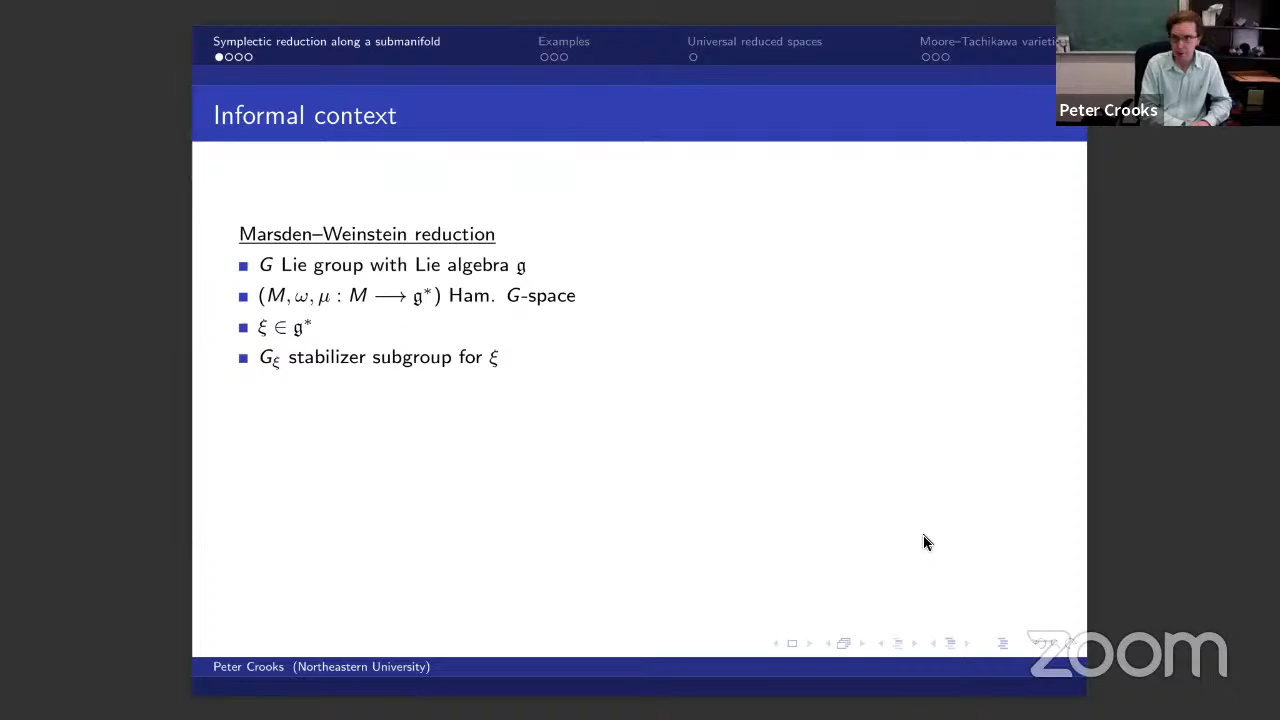 Symplectic reduction along a submanifold Examples Universal reduced spaces Moore–Tachikawa varieties
Peter Crooks
Informal context
Marsden–Weinstein reduction
G Lie group with Lie algebra 𝔤
(M, ω, μ : M ⟶ 𝔤*) Ham. G-space
ξ ∈ 𝔤*
G_ξ stabilizer subgroup for ξ
Peter Crooks (Northeastern University)
zoom